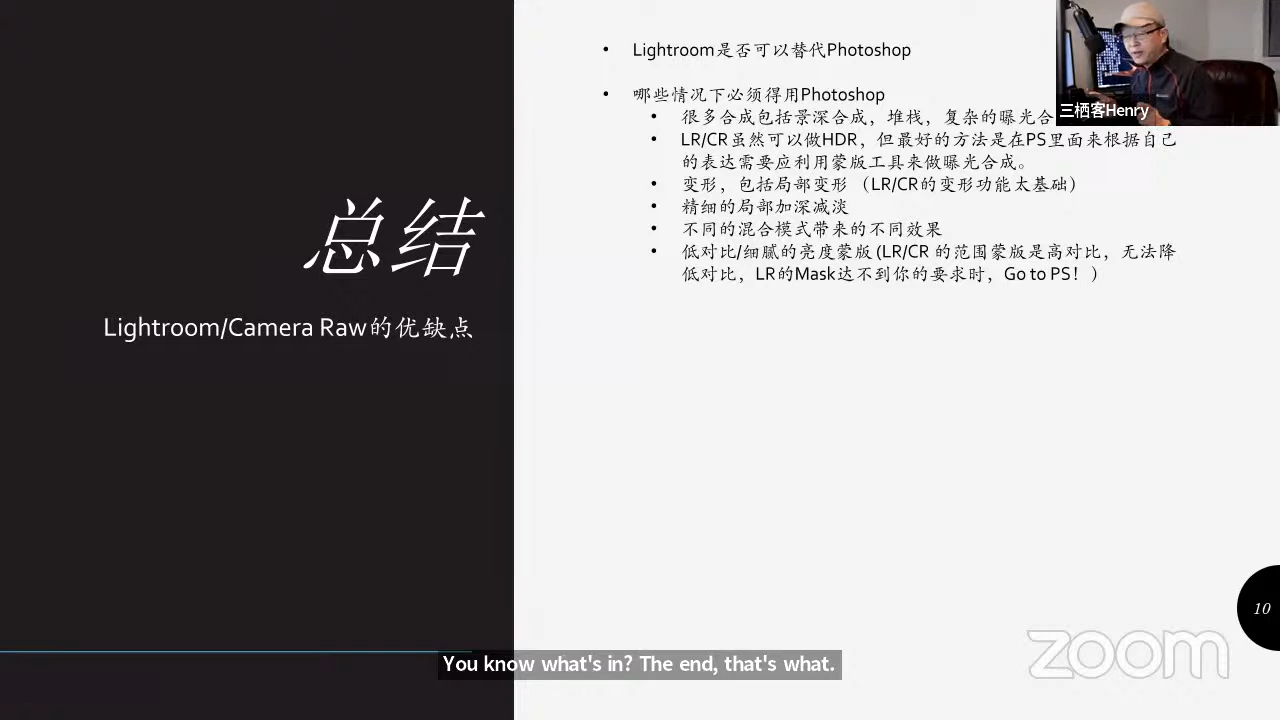 总结
Lightroom/Camera Raw的优缺点
• Lightroom是否可以替代Photoshop
• 哪些情况下必须得用Photoshop
• 很多合成包括景深合成，堆栈，复杂的曝光合
• LR/CR虽然可以做HDR，但最好的方法是在PS里面来根据自己
的表达需要应利用蒙版工具来做曝光合成。
• 变形，包括局部变形 （LR/CR的变形功能太基础）
• 精细的局部加深减淡
• 不同的混合模式带来的不同效果
• 低对比/细腻的亮度蒙版 (LR/CR 的范围蒙版是高对比，无法降
低对比，LR的Mask达不到你的要求时，Go to PS！）
三栖客Henry
10
zoom
You know what's in? The end, that's what.